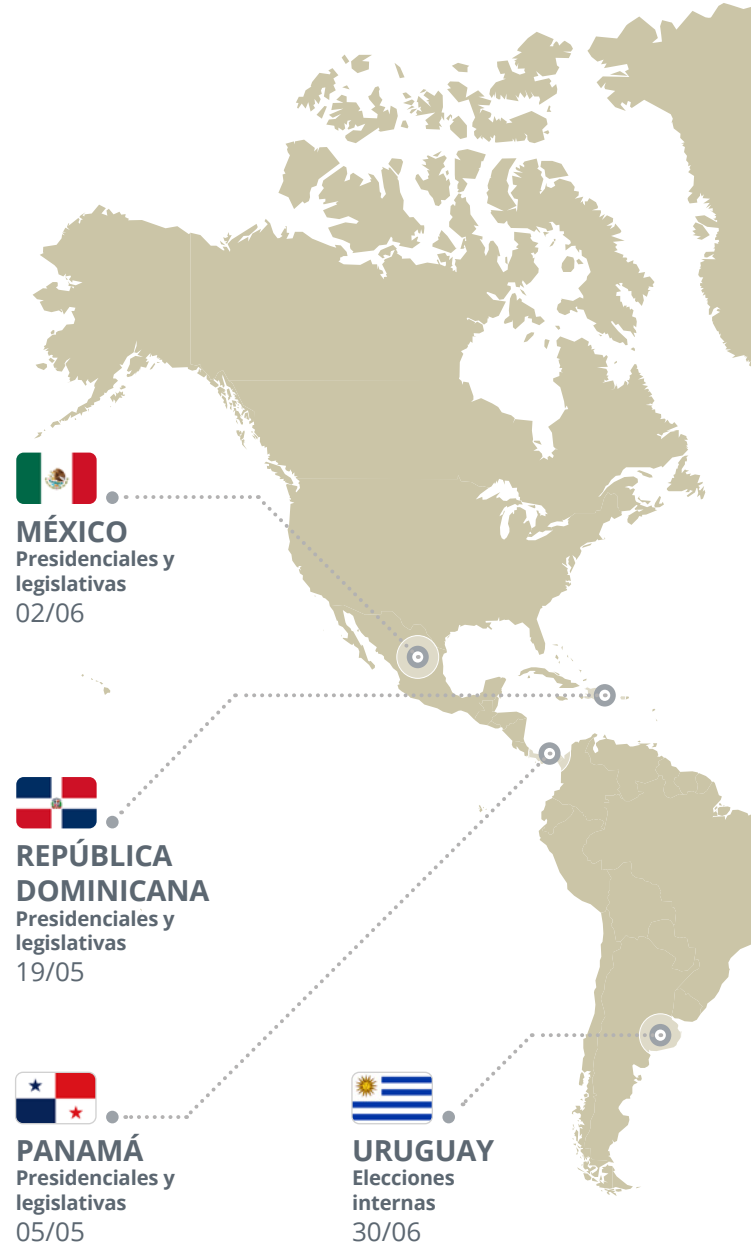 MÉXICO
Presidenciales y
legislativas
02/06
REPÚBLICA
DOMINICANA
Presidenciales y
legislativas
19/05
PANAMÁ
Presidenciales y
legislativas
05/05
URUGUAY
Elecciones
internas
30/06